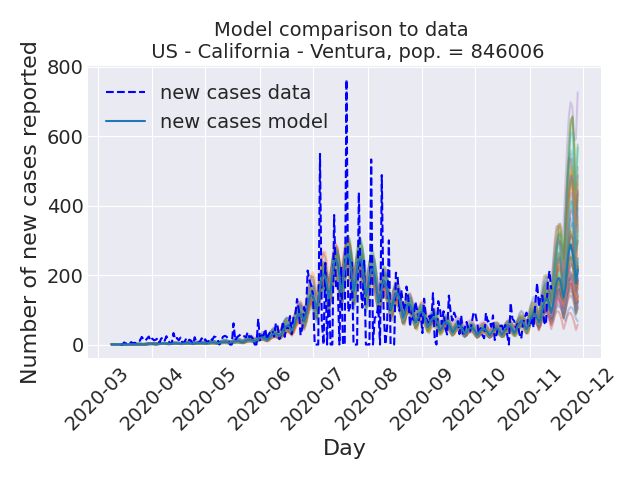 Model comparison to data
US - California - Ventura, pop. = 846006
Number of new cases reported
800
600
400
200
0
new cases data
new cases model
2020-03
2020-04
2020-05
2020-06
2020-07
2020-08
2020-09
2020-10
2020-11
2020-12
Day